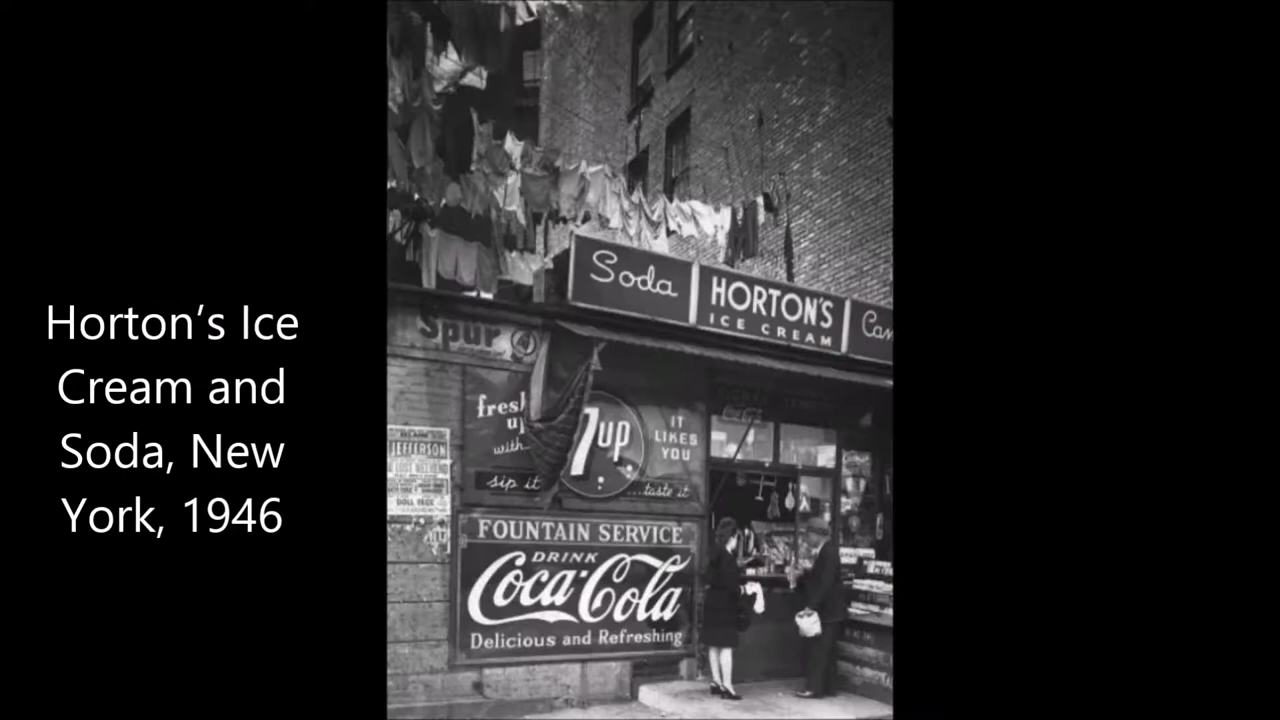 Horton's Ice
Cream and
Soda, New
York, 1946
Soda
HORTON'S
ICE CREAM
Can
Spur
fresh
up
with
7up
IT
LIKES
YOU
sip it
...taste it
JEFFERSON
FOUNTAIN SERVICE
DRINK
Coca-Cola
Delicious and Refreshing